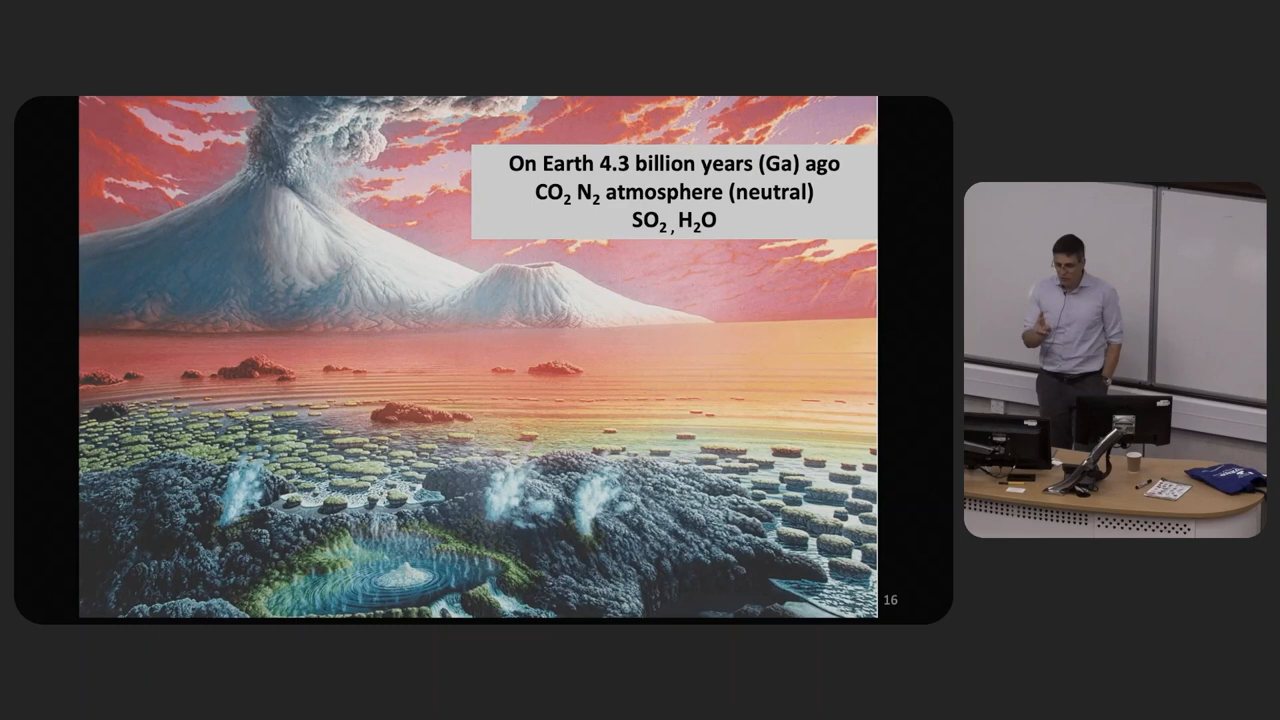 On Earth 4.3 billion years (Ga) ago
CO₂ N₂ atmosphere (neutral)
SO₂ , H₂O
16